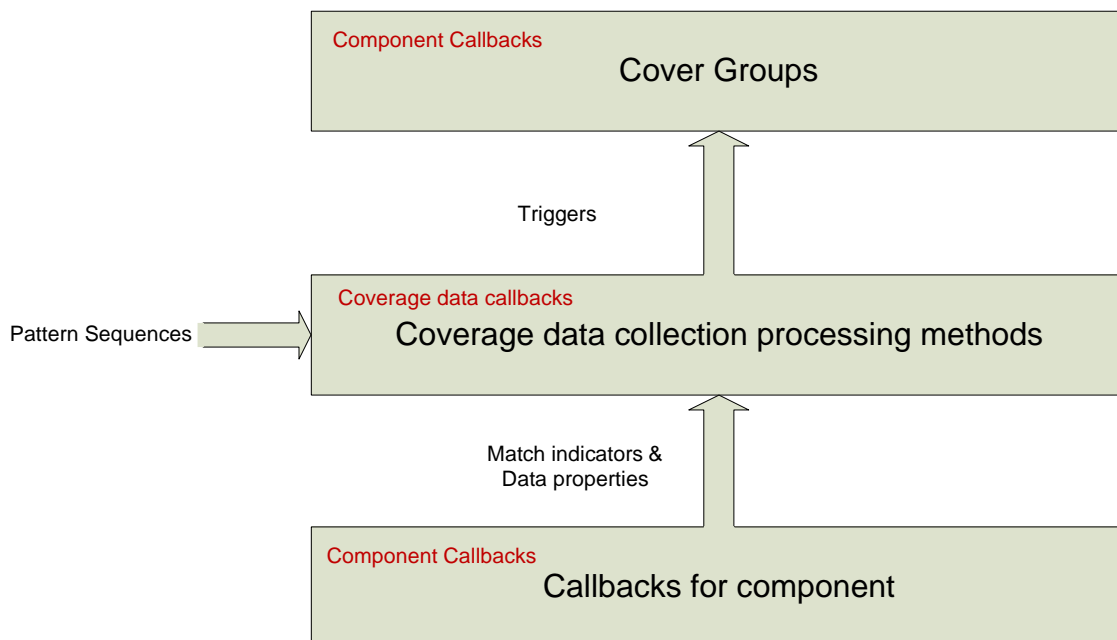 Component Callbacks
Cover Groups
Triggers
Coverage data callbacks
Pattern Sequences
Coverage data collection processing methods
Match indicators &
Data properties
Component Callbacks
Callbacks for component